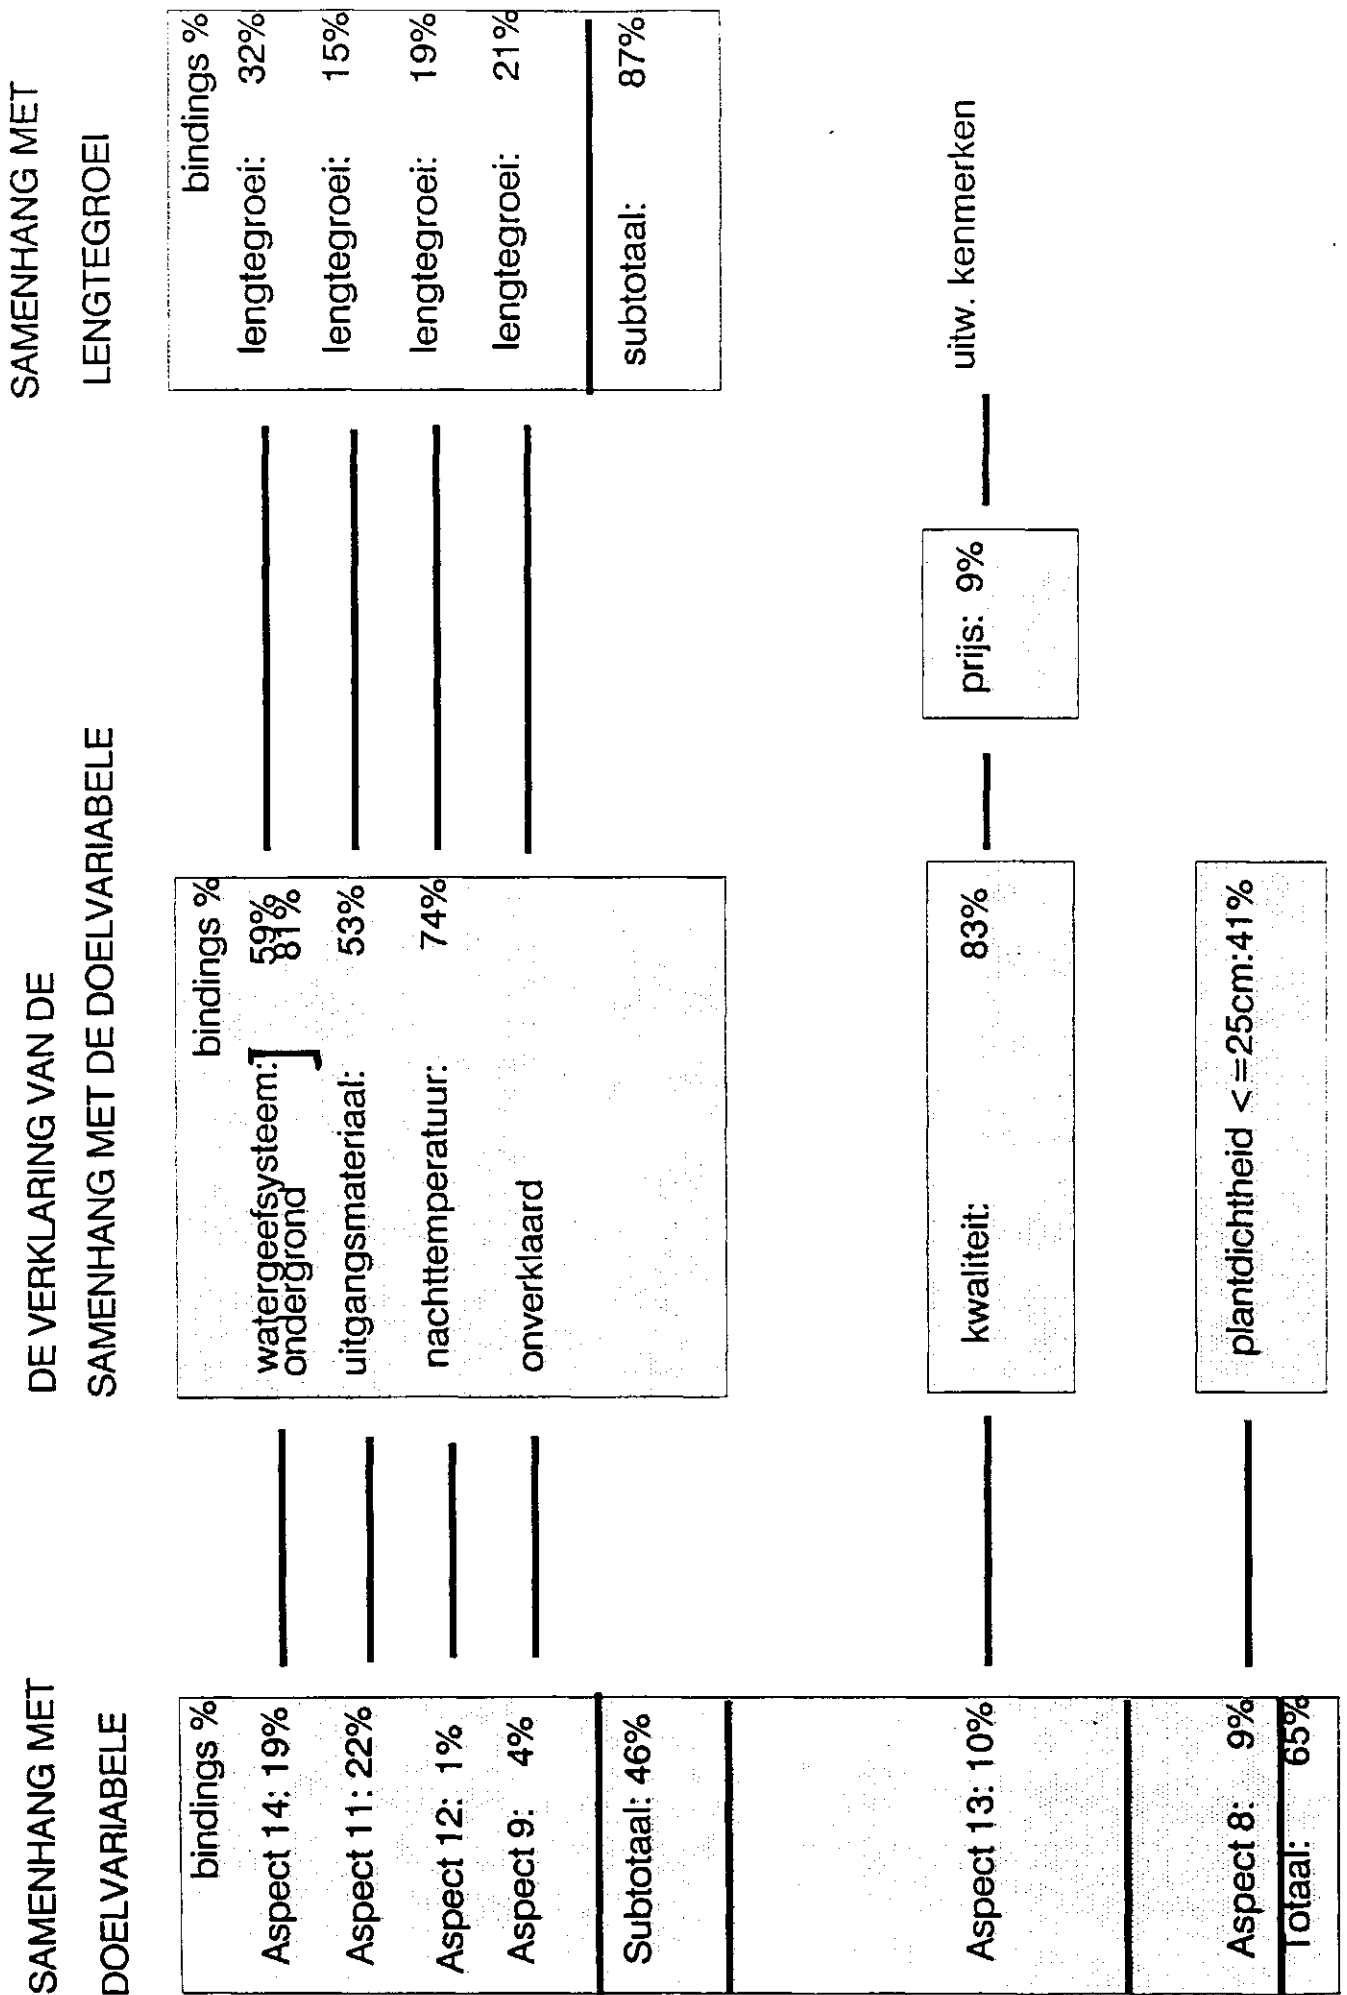 SAMENHANG MET
DOELVARIABELE
bindings %
Aspect 14: 19%
Aspect 11: 22%
Aspect 12: 1%
Aspect 9: 4%
Subtotaal: 46%
Aspect 13: 10%
Aspect 8: 9%
Totaal: 65%
DE VERKLARING VAN DE
SAMENHANG MET DE DOELVARIABELE
bindings %
watergeefsysteem: 59%
ondergrond 81%
uitgangsmateriaal: 53%
nachttemperatuur: 74%
onverklaard
kwaliteit: 83%
plantdichtheid <=25cm:41%
prijs: 9%
uitw. kenmerken
SAMENHANG MET
LENGTEGROEI
bindings %
lengtegroei: 32%
lengtegroei: 15%
lengtegroei: 19%
lengtegroei: 21%
subtotaal: 87%